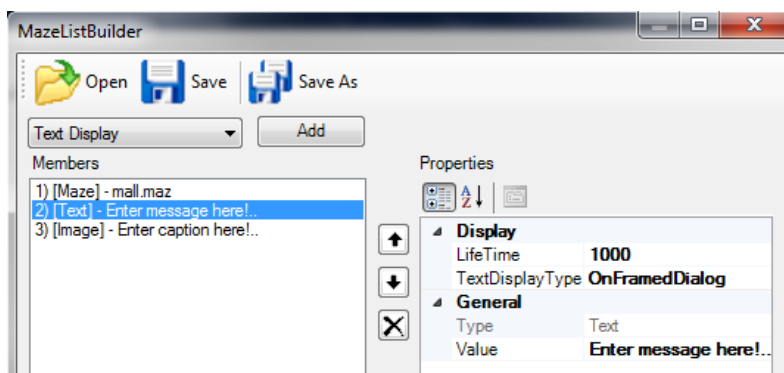 MazeListBuilder
Open Save Save As
Text Display Add
Members
1) [Maze] - mall.maz
2) [Text] - Enter message here!..
3) [Image] - Enter caption here!..
Properties
Display
LifeTime 1000
TextDisplayType OnFramedDialog
General
Type Text
Value Enter message here!..